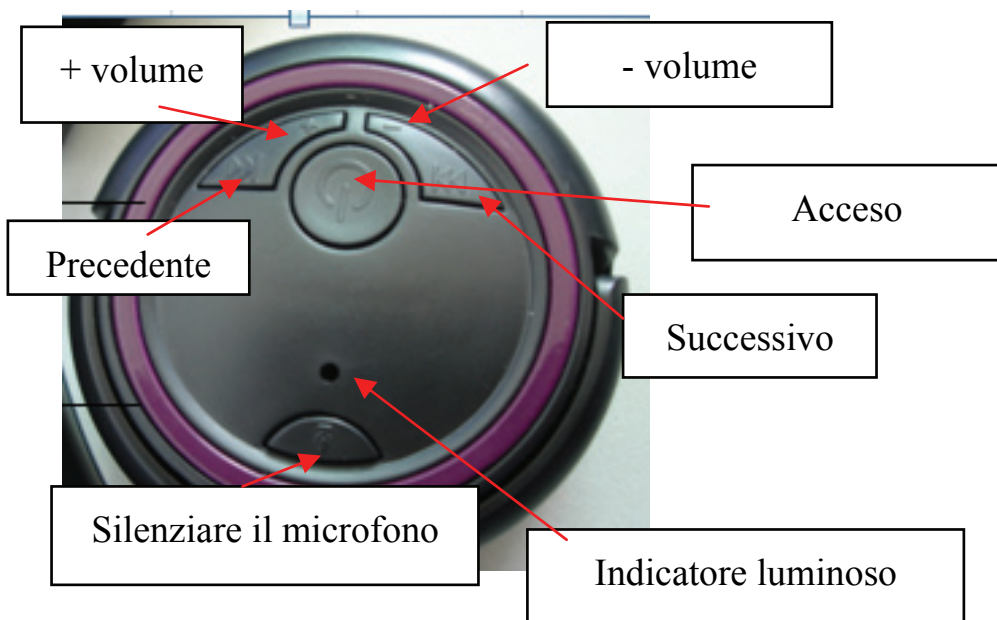 + volume
- volume
Acceso
Precedente
Successivo
Silenziare il microfono
Indicatore luminoso